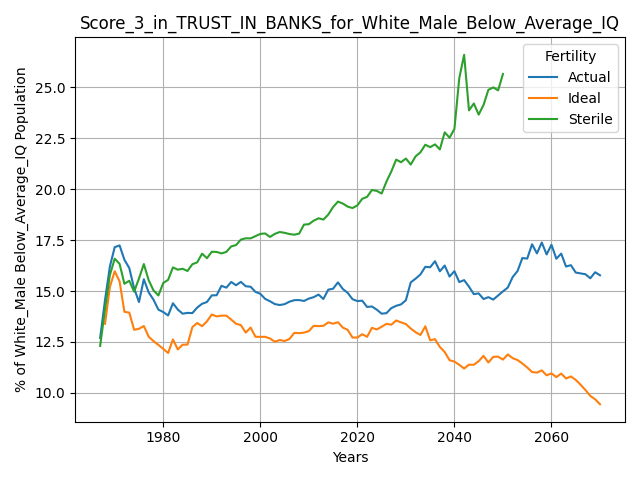 Score_3_in_TRUST_IN_BANKS_for_White_Male_Below_Average_IQ
% of White_Male Below_Average_IQ Population
25.0
22.5
20.0
17.5
15.0
12.5
10.0
Fertility
Actual
Ideal
Sterile
1980
2000
2020
2040
2060
Years